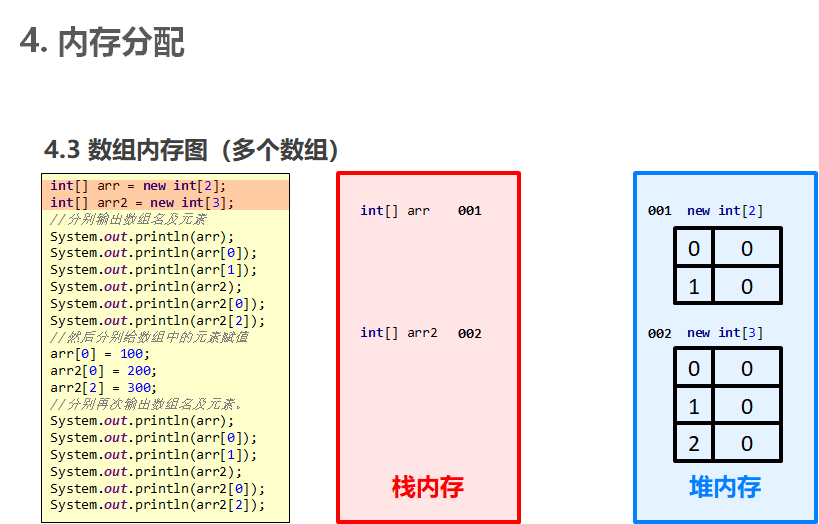 4. 内存分配
4.3 数组内存图（多个数组）
int[] arr = new int[2];
int[] arr2 = new int[3];
//分别输出数组名及元素
System.out.println(arr);
System.out.println(arr[0]);
System.out.println(arr[1]);
System.out.println(arr2);
System.out.println(arr2[0]);
System.out.println(arr2[2]);
//然后分别给数组中的元素赋值
arr[0] = 100;
arr2[0] = 200;
arr2[2] = 300;
//分别再次输出数组名及元素。
System.out.println(arr);
System.out.println(arr[0]);
System.out.println(arr[1]);
System.out.println(arr2);
System.out.println(arr2[0]);
System.out.println(arr2[2]);
int[] arr 001
int[] arr2 002
栈内存
001 new int[2]
0 0
1 0
002 new int[3]
0 0
1 0
2 0
堆内存